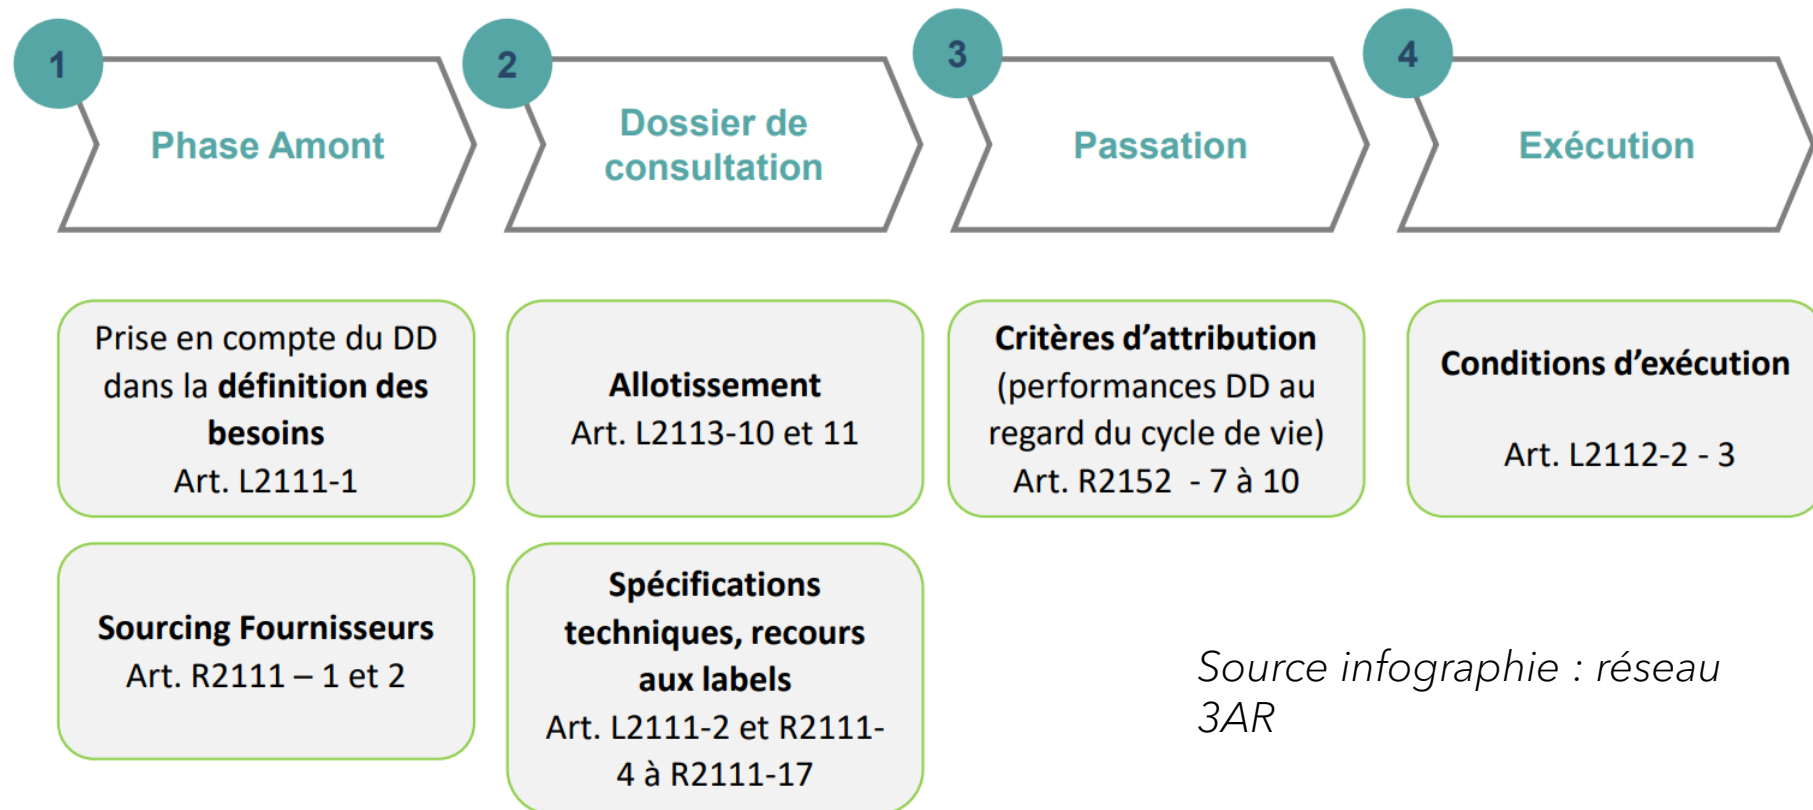 1
Phase Amont
2
Dossier de
consultation
3
Passation
4
Exécution
Prise en compte du DD
dans la définition des
besoins
Art. L2111-1
Allotissement
Art. L2113-10 et 11
Critères d’attribution
(performances DD au
regard du cycle de vie)
Art. R2152  - 7 à 10
Conditions d’exécution
Art. L2112-2 - 3
Sourcing Fournisseurs
Art. R2111 – 1 et 2
Spécifications
techniques, recours
aux labels
Art. L2111-2 et R2111-
4 à R2111-17
Source infographie : réseau
3AR